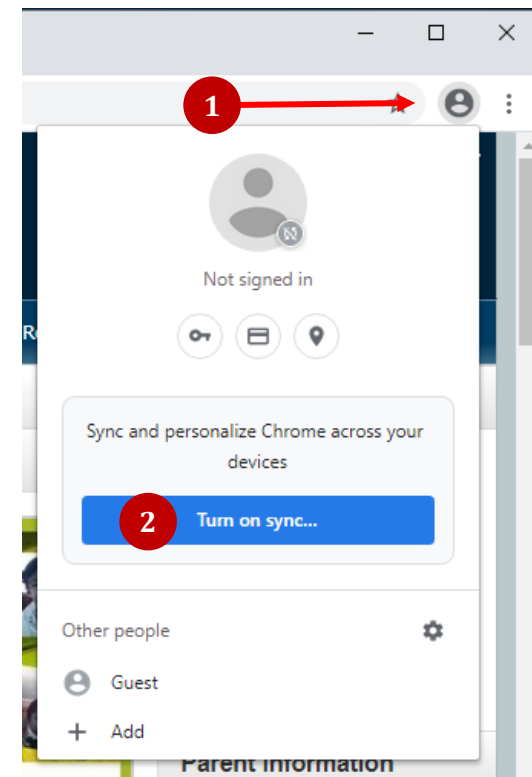 1
Not signed in
Re
Sync and personalize Chrome across your
devices
2 Turn on sync...
Other people
Guest
Add
Parent Information